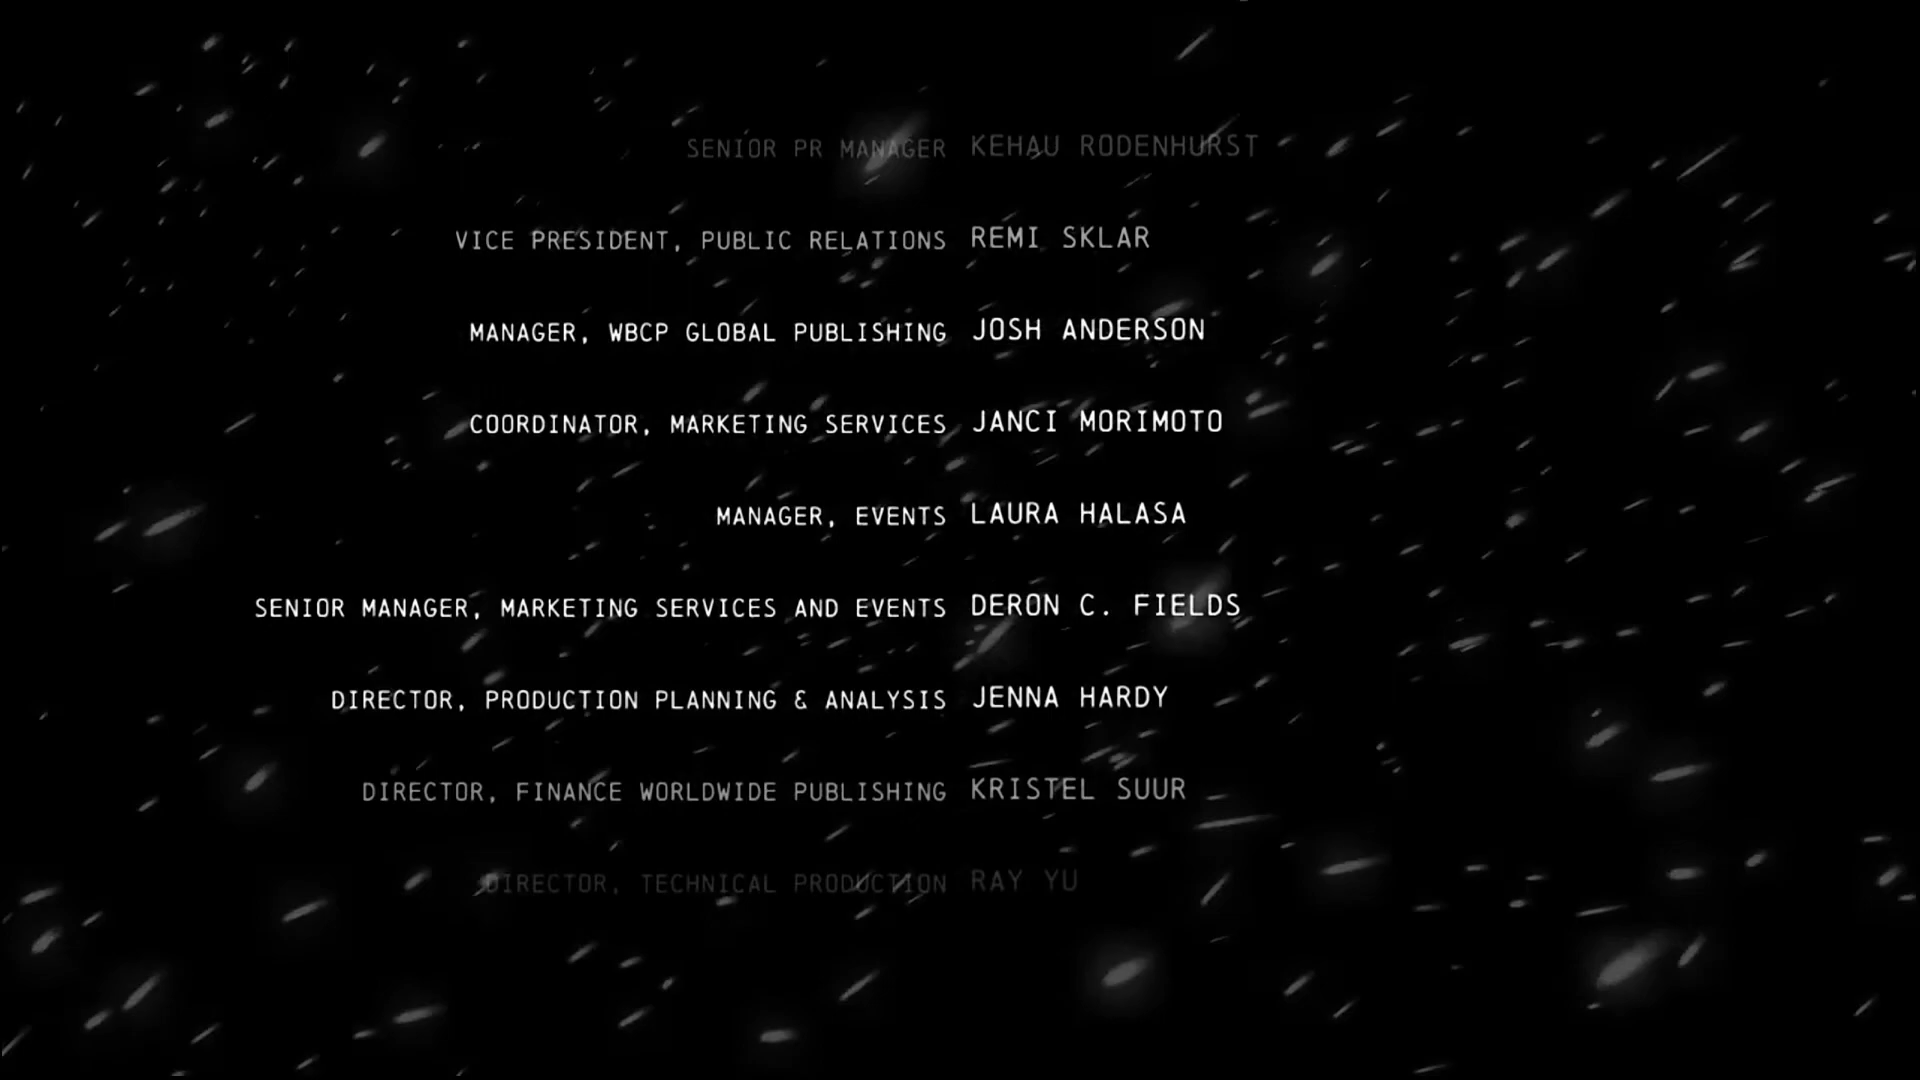 SENIOR PR MANAGER KEHAU RODENHURST
VICE PRESIDENT, PUBLIC RELATIONS REMI SKLAR
MANAGER, WBCP GLOBAL PUBLISHING JOSH ANDERSON
COORDINATOR, MARKETING SERVICES JANCI MORIMOTO
MANAGER, EVENTS LAURA HALASA
SENIOR MANAGER, MARKETING SERVICES AND EVENTS DERON C. FIELDS
DIRECTOR, PRODUCTION PLANNING & ANALYSIS JENNA HARDY
DIRECTOR, FINANCE WORLDWIDE PUBLISHING KRISTEL SUUR
DIRECTOR, TECHNICAL PRODUCTION RAY YU